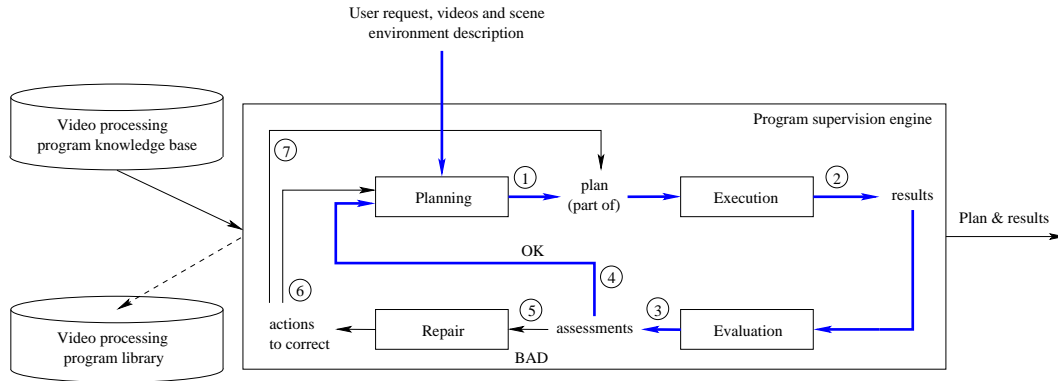 User request, videos and scene
environment description
Video processing
program knowledge base
Program supervision engine
7
Planning
1
plan
(part of)
Execution
2
results
Plan & results
OK
4
6
actions
to correct
Repair
5
assessments
3
Evaluation
BAD
Video processing
program library